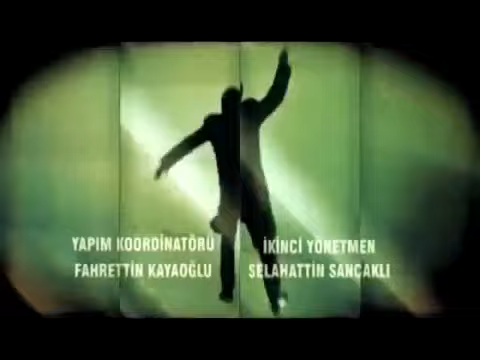 YAPIM KOORDİNATÖRÜ
FAHRETTİN KAYAOĞLU
İKİNCİ YÖNETMEN
SELAHATTİN SANCAKLI